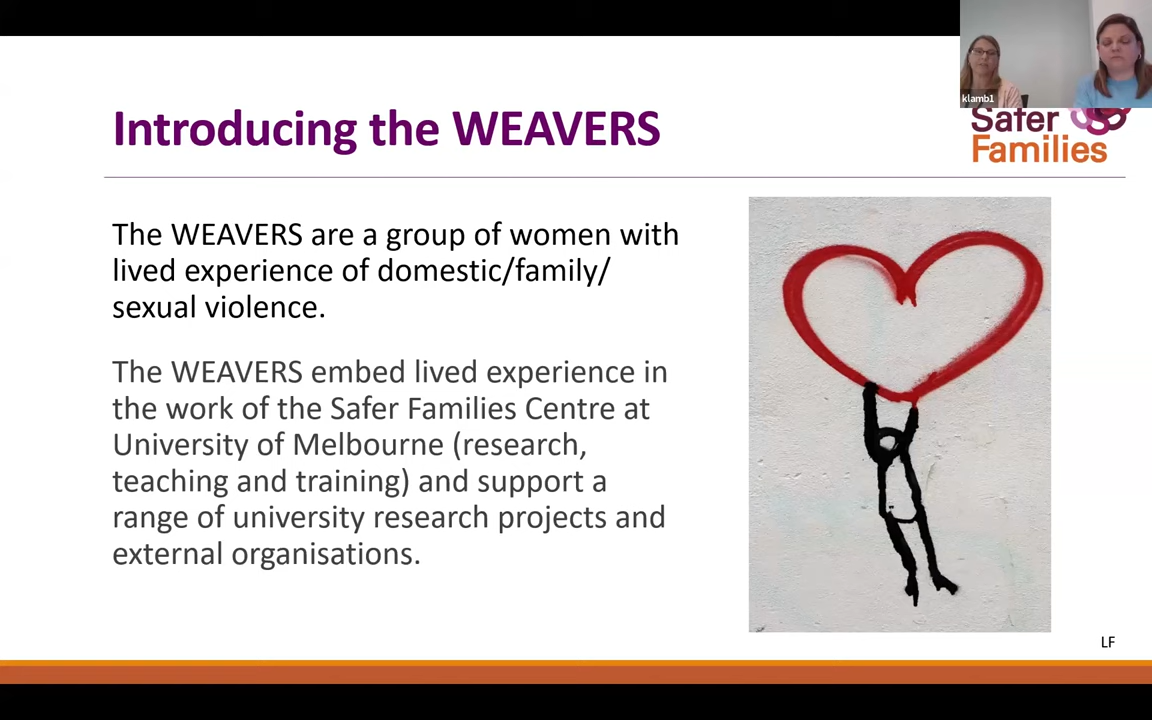 klamb1
Introducing the WEAVERS
Safer
Families
The WEAVERS are a group of women with
lived experience of domestic/family/
sexual violence.
The WEAVERS embed lived experience in
the work of the Safer Families Centre at
University of Melbourne (research,
teaching and training) and support a
range of university research projects and
external organisations.
LF